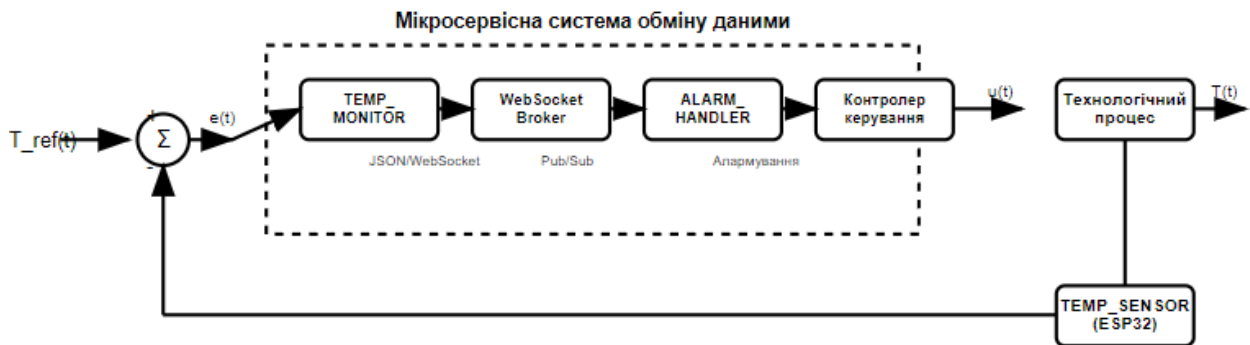 Мікросервісна система обміну даними
T_ref(t)
+
Σ
-
e(t)
TEMP_
MONITOR
WebSocket
Broker
ALARM_
HANDLER
Контролер
керування
u(t)
Технологічний
процес
T(t)
JSON/WebSocket
Pub/Sub
Алармування
TEMP_SENSOR
(ESP32)